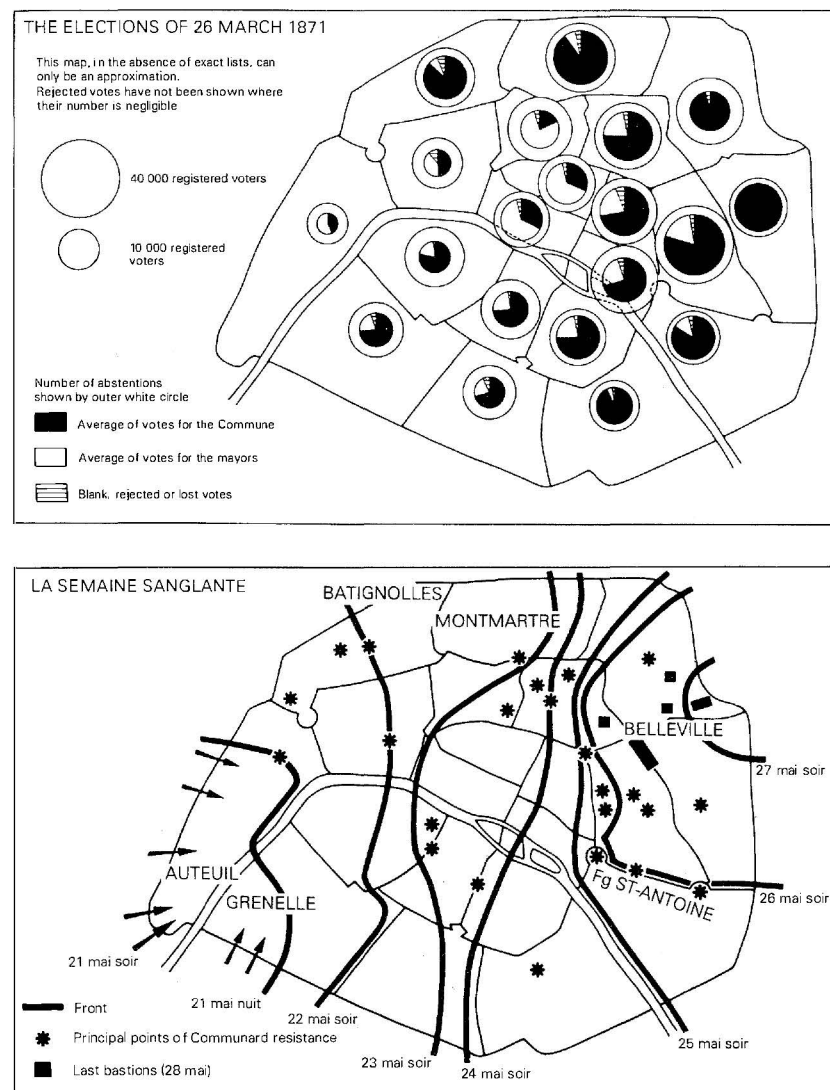 THE ELECTIONS OF 26 MARCH 1871
This map, in the absence of exact lists, can
only be an approximation.
Rejected votes have not been shown where
their number is negligible
40 000 registered voters
10 000 registered
voters
Number of abstentions
shown by outer white circle
Average of votes for the Commune
Average of votes for the mayors
Blank, rejected or lost votes
LA SEMAINE SANGLANTE
BATIGNOLLES
MONTMARTRE
BELLEVILLE
27 mai soir
AUTEUIL
GRENELLE
Fg ST-ANTOINE
26 mai soir
21 mai soir
21 mai nuit
22 mai soir
23 mai soir
24 mai soir
25 mai soir
Front
Principal points of Communard resistance
Last bastions (28 mai)